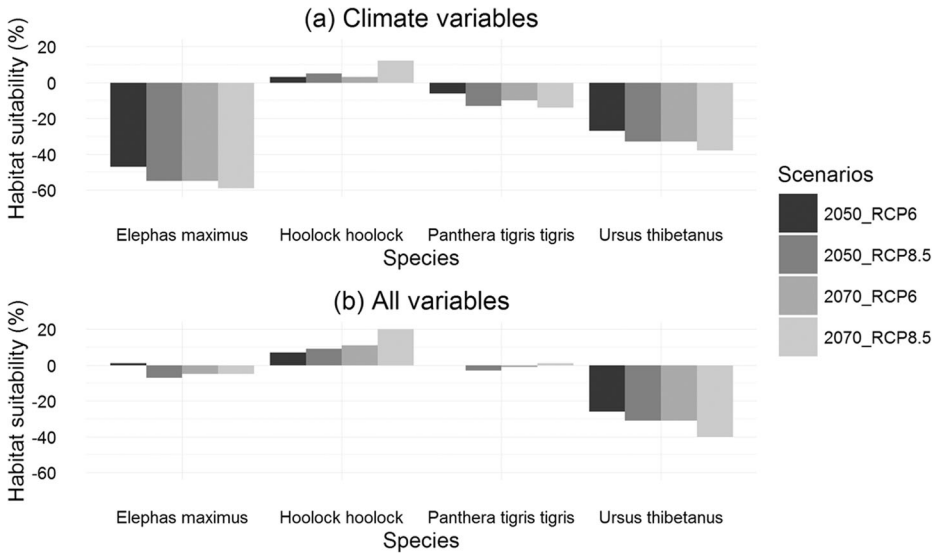 (a) Climate variables
Habitat suitability (%)
20
0
-20
-40
-60
Elephas maximus
Hoolock hoolock
Panthera tigris tigris
Ursus thibetanus
Species
(b) All variables
Habitat suitability (%)
20
0
-20
-40
-60
Elephas maximus
Hoolock hoolock
Panthera tigris tigris
Ursus thibetanus
Species
Scenarios
2050_RCP6
2050_RCP8.5
2070_RCP6
2070_RCP8.5